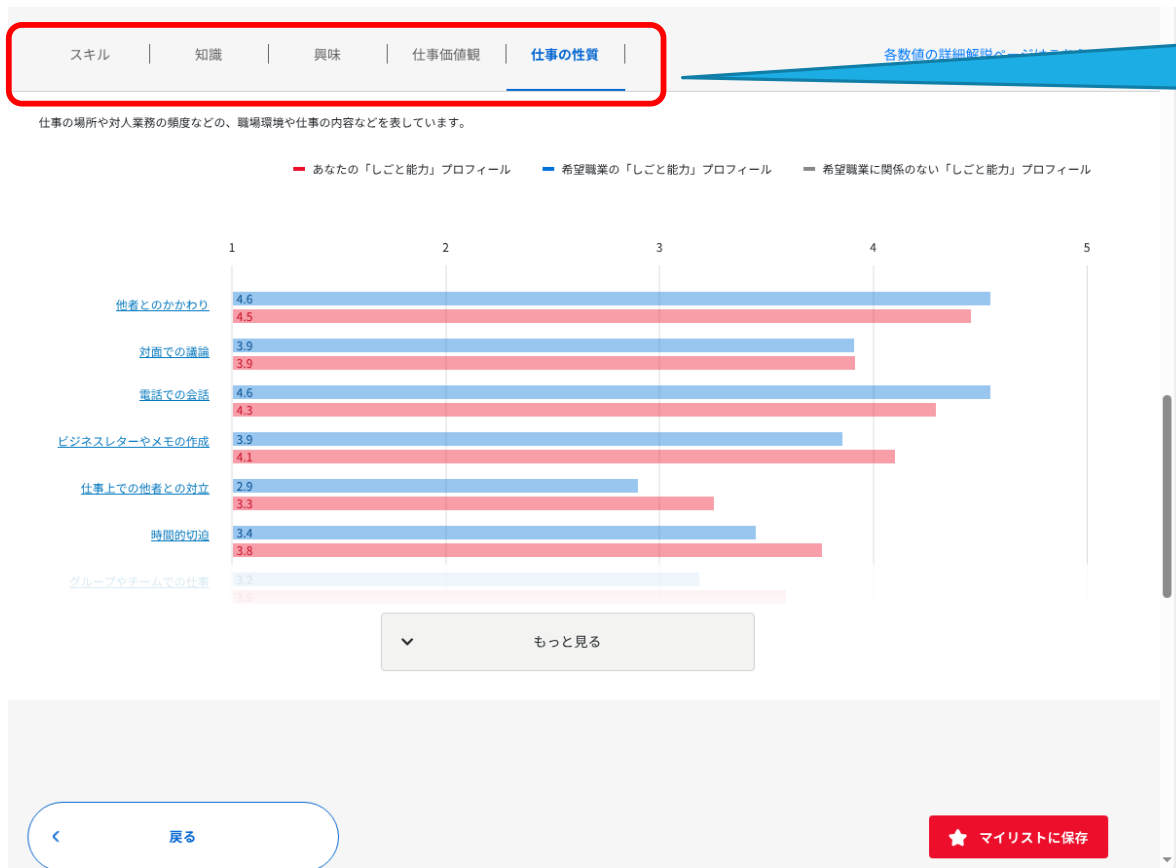 スキル 知識 興味 仕事価値観 仕事の性質
各数値の詳細解説ページは
仕事の場所や対人業務の頻度などの、職場環境や仕事の内容などを表しています。
あなたの「しごと能力」プロフィール 希望職業の「しごと能力」プロフィール 希望職業に関係のない「しごと能力」プロフィール
1 2 3 4 5
他者とのかかわり 4.6
4.5
対面での議論 3.9
3.9
電話での会話 4.6
4.3
ビジネスレターやメモの作成 3.9
4.1
仕事上での他者との対立 2.9
3.3
時間的切迫 3.4
3.8
グループやチームでの仕事 3.2
3.6
もっと見る
戻る
マイリストに保存